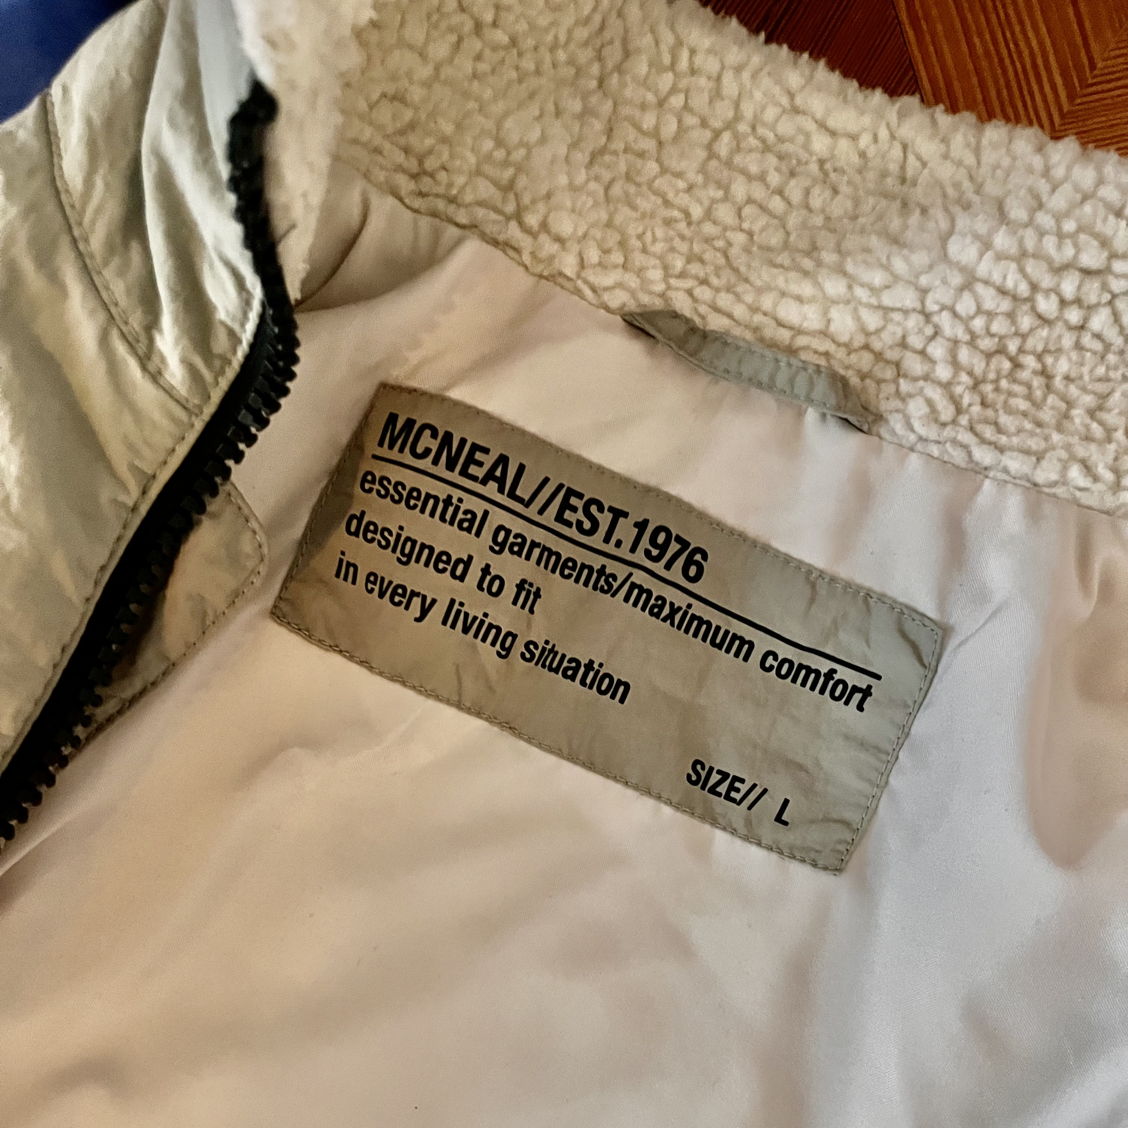 MCNEAL//EST.1976
essential garments/maximum comfort
designed to fit
in every living situation
SIZE// L